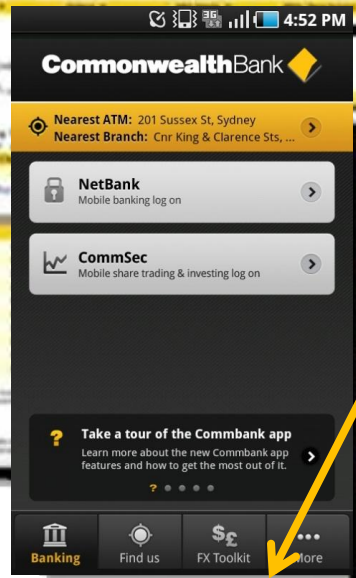 3G 4:52 PM
CommonwealthBank
Nearest ATM: 201 Sussex St, Sydney
Nearest Branch: Cnr King & Clarence Sts, ...
NetBank
Mobile banking log on
CommSec
Mobile share trading & investing log on
? Take a tour of the Commbank app
Learn more about the new Commbank app
features and how to get the most out of it.
?
$£
Banking Find us FX Toolkit More